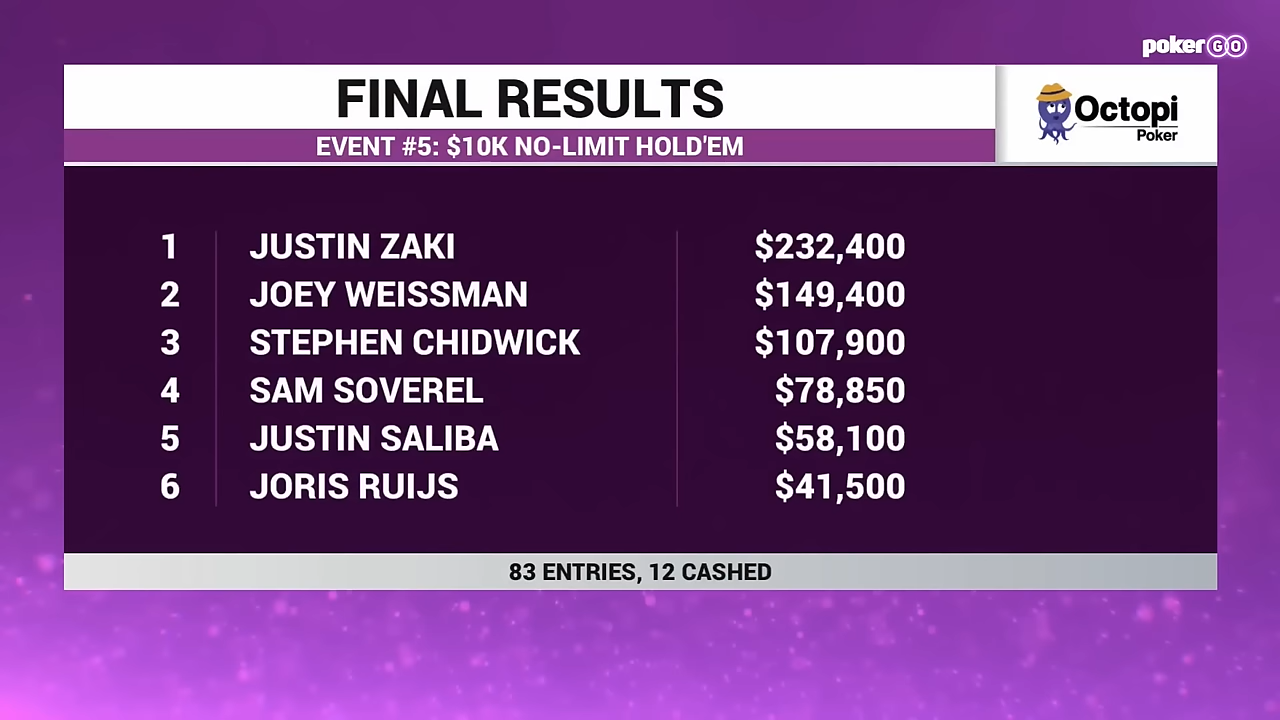 pokerGO
FINAL RESULTS
EVENT #5: $10K NO-LIMIT HOLD'EM
Octopi
Poker
1 JUSTIN ZAKI $232,400
2 JOEY WEISSMAN $149,400
3 STEPHEN CHIDWICK $107,900
4 SAM SOVEREL $78,850
5 JUSTIN SALIBA $58,100
6 JORIS RUIJS $41,500
83 ENTRIES, 12 CASHED